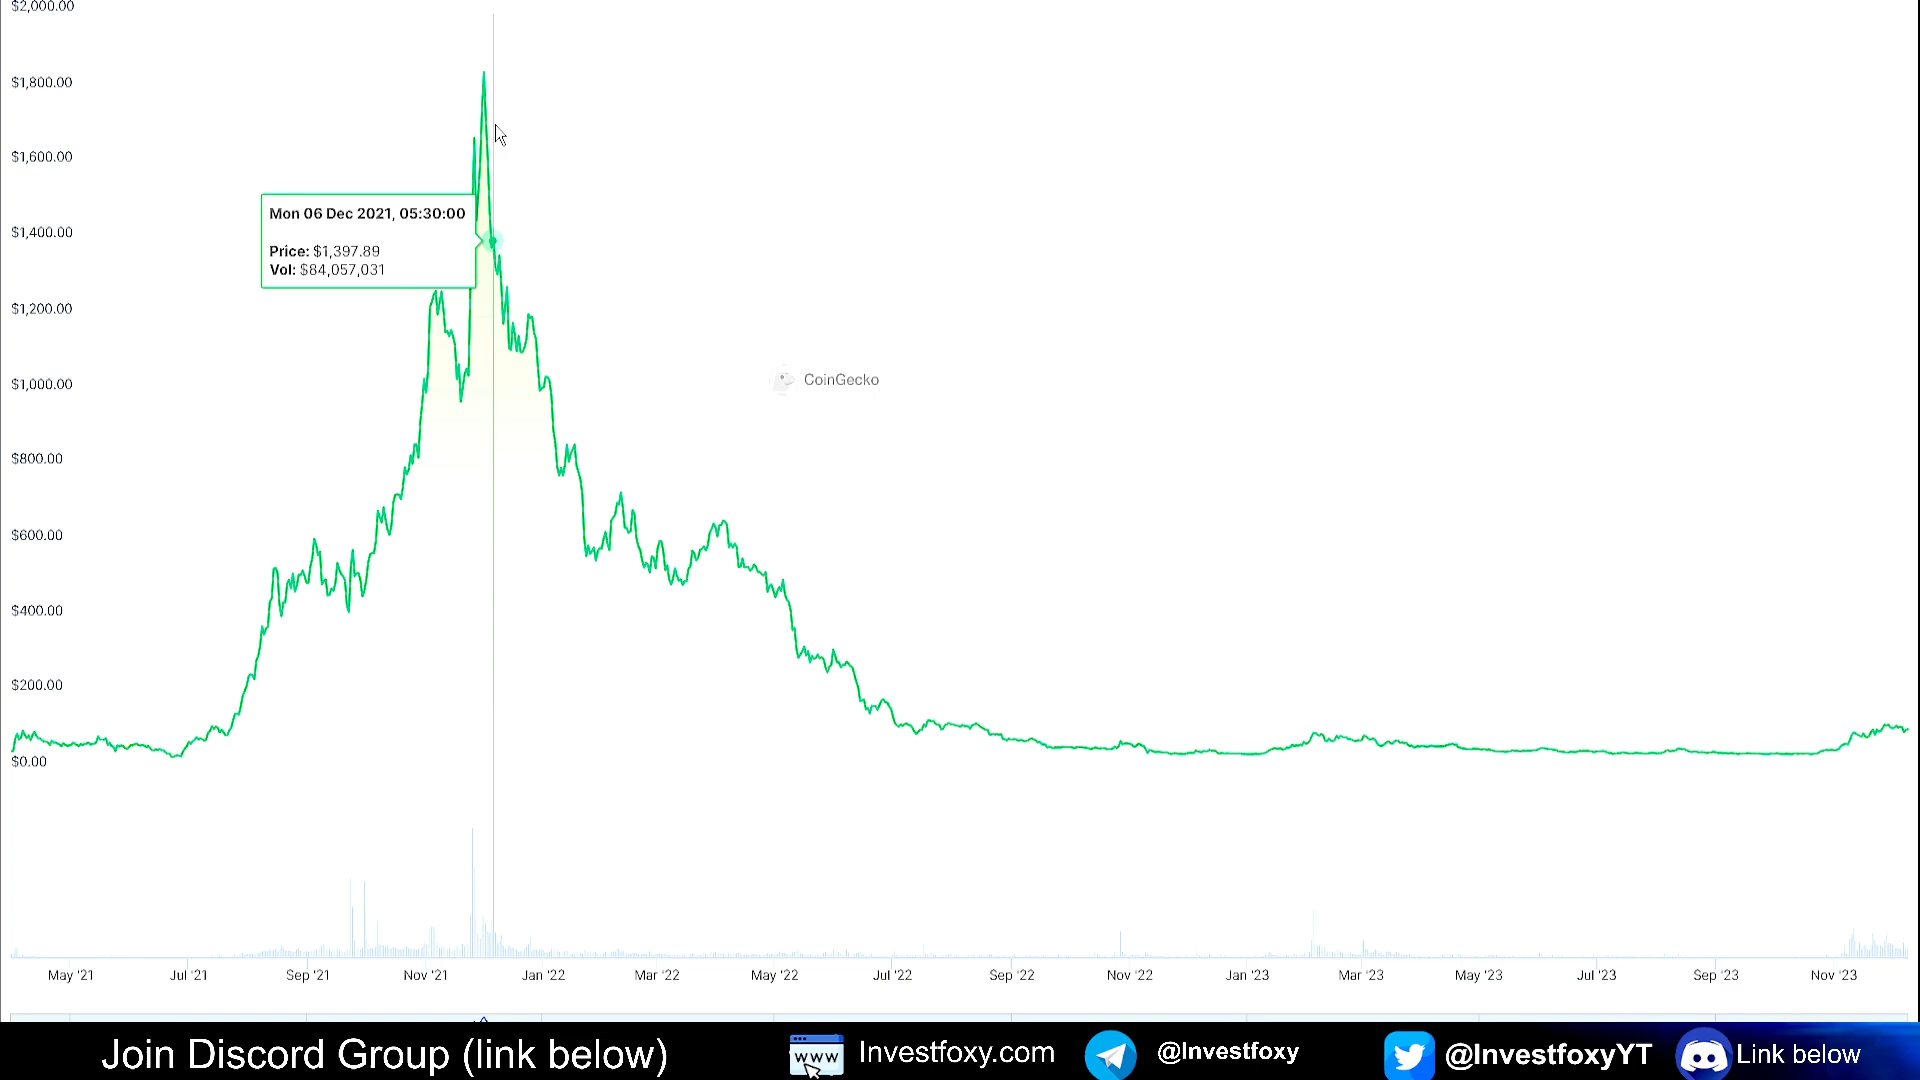 $2,000.00
$1,800.00
$1,600.00
Mon 06 Dec 2021, 05:30:00
$1,400.00
Price: $1,397.89
Vol: $84,057,031
$1,200.00
$1,000.00
CoinGecko
$800.00
$600.00
$400.00
$200.00
$0.00
May '21 Jul '21 Sep '21 Nov '21 Jan '22 Mar '22 May '22 Jul '22 Sep '22 Nov '22 Jan '23 Mar '23 May '23 Jul '23 Sep '23 Nov '23
Join Discord Group (link below) www Investfoxy.com @Investfoxy @InvestfoxyYT Link below